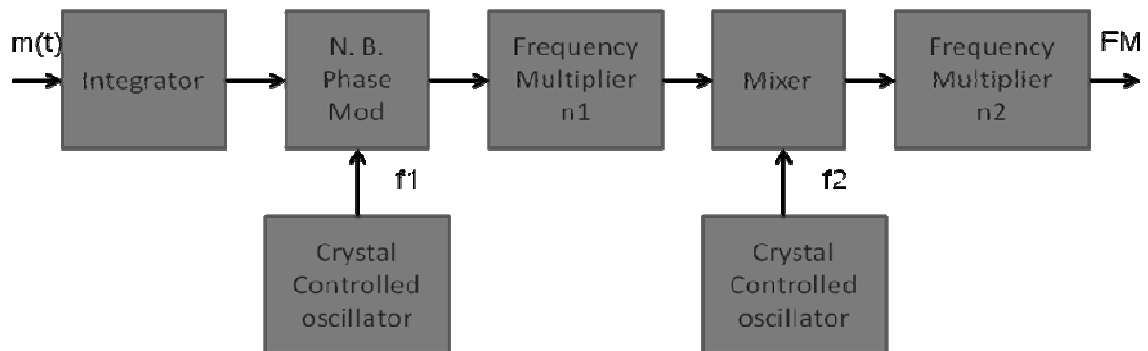 m(t)
Integrator
N. B.
Phase
Mod
Frequency
Multiplier
n1
Mixer
Frequency
Multiplier
n2
FM
f1
f2
Crystal
Controlled
oscillator
Crystal
Controlled
oscillator